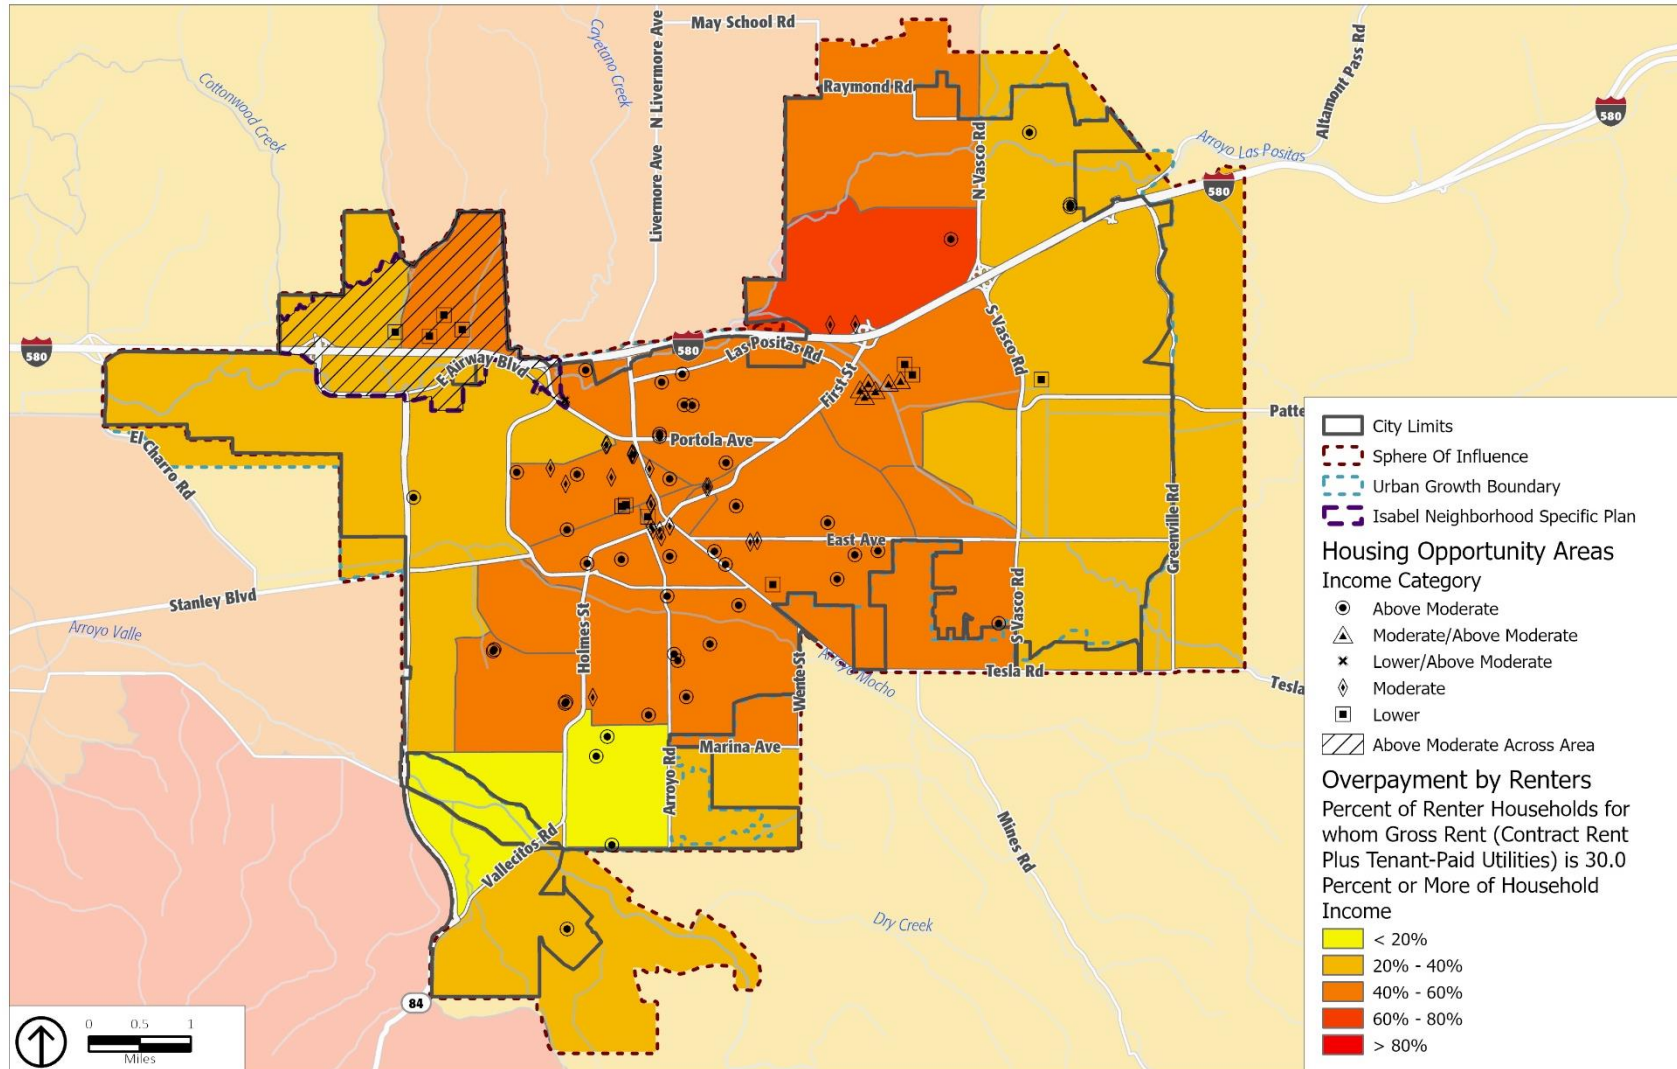 May School Rd
Cayetano Creek
N Livermore Ave
Livermore Ave
Cottonwood Creek
Raymond Rd
Altamont Pass Rd
580
Arroyo Las Positas
N Vasco Rd
580
580
580
Las Positas Rd
S Vasco Rd
E Airway Blvd
First St
Patte
El Charro Rd
Portola Ave
Greenville Rd
East Ave
Stanley Blvd
Arroyo Valle
Holmes St
S Vasco Rd
Wente St
Arroyo Mocho
Tesla Rd
Tesla
Marina Ave
Arroyo Rd
Vallecitos Rd
Mines Rd
Dry Creek
84
0 0.5 1
Miles
City Limits
Sphere Of Influence
Urban Growth Boundary
Isabel Neighborhood Specific Plan
Housing Opportunity Areas
Income Category
Above Moderate
Moderate/Above Moderate
Lower/Above Moderate
Moderate
Lower
Above Moderate Across Area
Overpayment by Renters
Percent of Renter Households for
whom Gross Rent (Contract Rent
Plus Tenant-Paid Utilities) is 30.0
Percent or More of Household
Income
< 20%
20% - 40%
40% - 60%
60% - 80%
> 80%